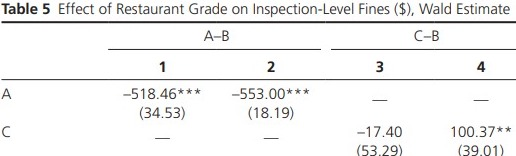 Table 5 Effect of Restaurant Grade on Inspection-Level Fines ($), Wald Estimate
A–B C–B
1 2 3 4
A –518.46*** –553.00*** — —
(34.53) (18.19)
C — — –17.40 100.37**
(53.29) (39.01)